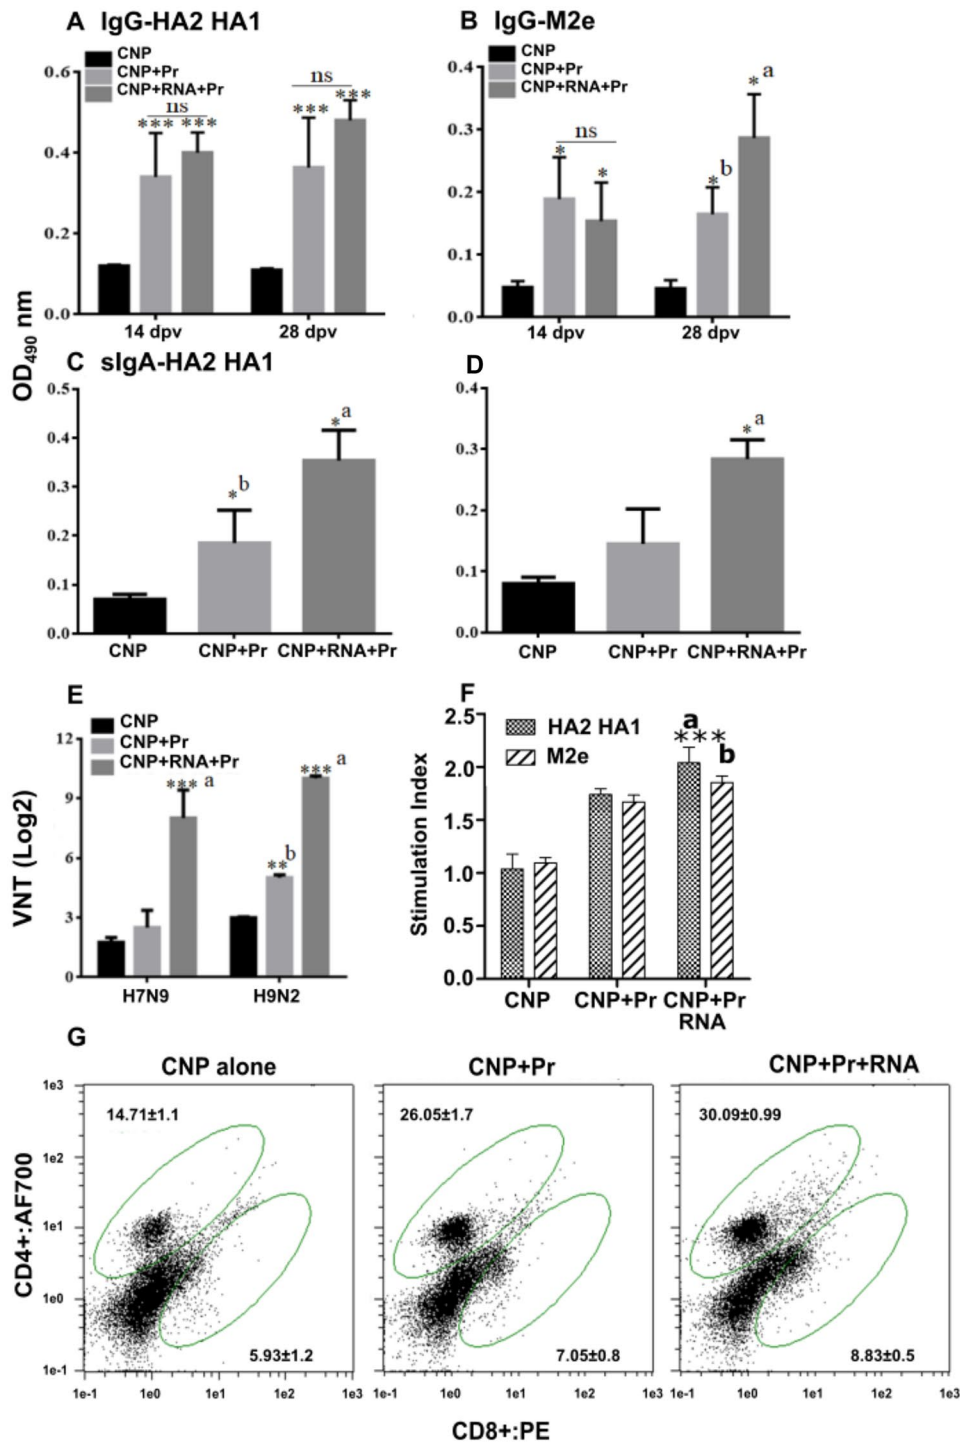 A IgG-HA2 HA1
CNP
CNP+Pr
CNP+RNA+Pr
ns
*** ***
ns
*** ***
0.6
0.4
0.2
0.0
14 dpv 28 dpv
B IgG-M2e
CNP
CNP+Pr
CNP+RNA+Pr
ns
* *
*b *a
0.4
0.3
0.2
0.1
0.0
14 dpv 28 dpv
OD490 nm
C sIgA-HA2 HA1
0.5
0.4
0.3
0.2
0.1
0.0
*b *a
CNP CNP+Pr CNP+RNA+Pr
D
0.4
0.3
0.2
0.1
0.0
*a
CNP CNP+Pr CNP+RNA+Pr
E
CNP
CNP+Pr
CNP+RNA+Pr
VNT (Log2)
12
9
6
3
0
*** a
**b
*** a
H7N9 H9N2
F
HA2 HA1
M2e
Stimulation Index
2.5
2.0
1.5
1.0
0.5
0.0
a
***
b
CNP CNP+Pr CNP+Pr
RNA
G
CNP alone CNP+Pr CNP+Pr+RNA
CD4+:AF700
1e3
1e2
1e1
1e0
1e-1
14.71±1.1 26.05±1.7 30.09±0.99
5.93±1.2 7.05±0.8 8.83±0.5
1e-1 1e0 1e1 1e2 1e3 1e-1 1e0 1e1 1e2 1e3 1e-1 1e0 1e1 1e2 1e3
CD8+:PE